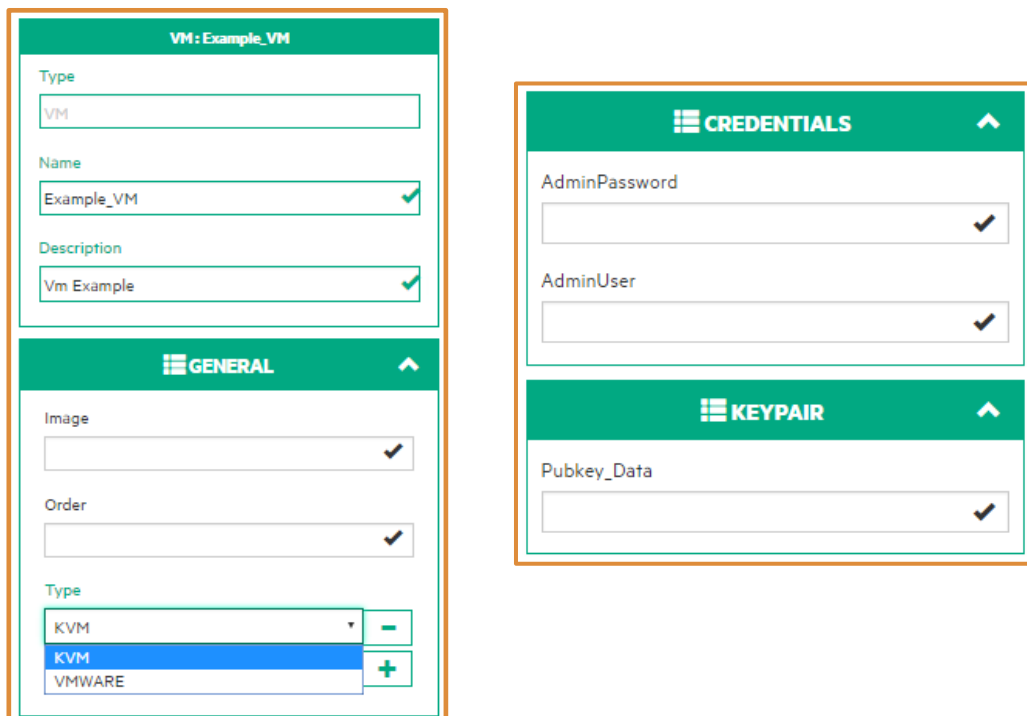 VM: Example_VM
Type
VM
Name
Example_VM
Description
Vm Example
GENERAL
Image
Order
Type
KVM
KVM
VMWARE
CREDENTIALS
AdminPassword
AdminUser
KEYPAIR
Pubkey_Data